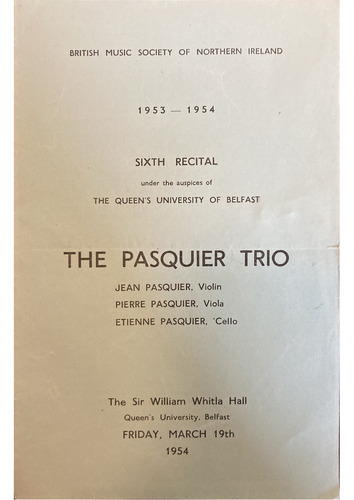 BRITISH MUSIC SOCIETY OF NORTHERN IRELAND
1953 — 1954
SIXTH RECITAL
under the auspices of
THE QUEEN'S UNIVERSITY OF BELFAST
THE PASQUIER TRIO
JEAN PASQUIER, Violin
PIERRE PASQUIER, Viola
ETIENNE PASQUIER, 'Cello
The Sir William Whitla Hall
Queen's University, Belfast
FRIDAY, MARCH 19th
1954